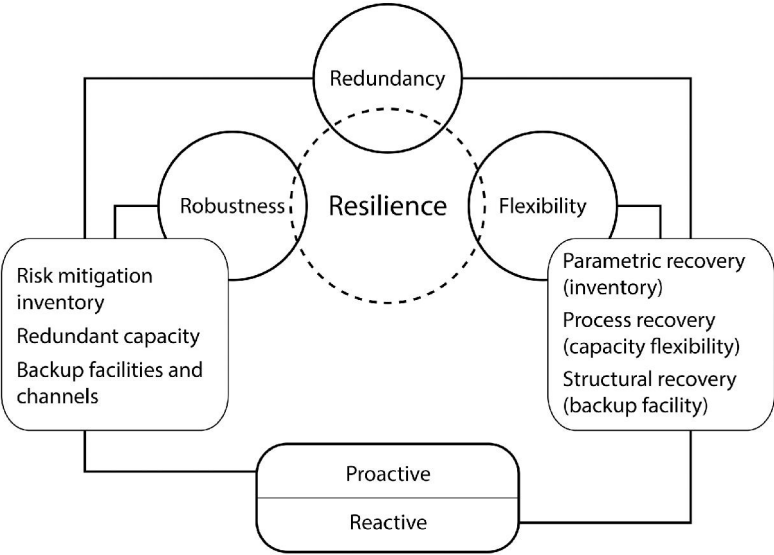 Redundancy
Robustness
Resilience
Flexibility
Risk mitigation
inventory
Redundant capacity
Backup facilities and
channels
Parametric recovery
(inventory)
Process recovery
(capacity flexibility)
Structural recovery
(backup facility)
Proactive
Reactive